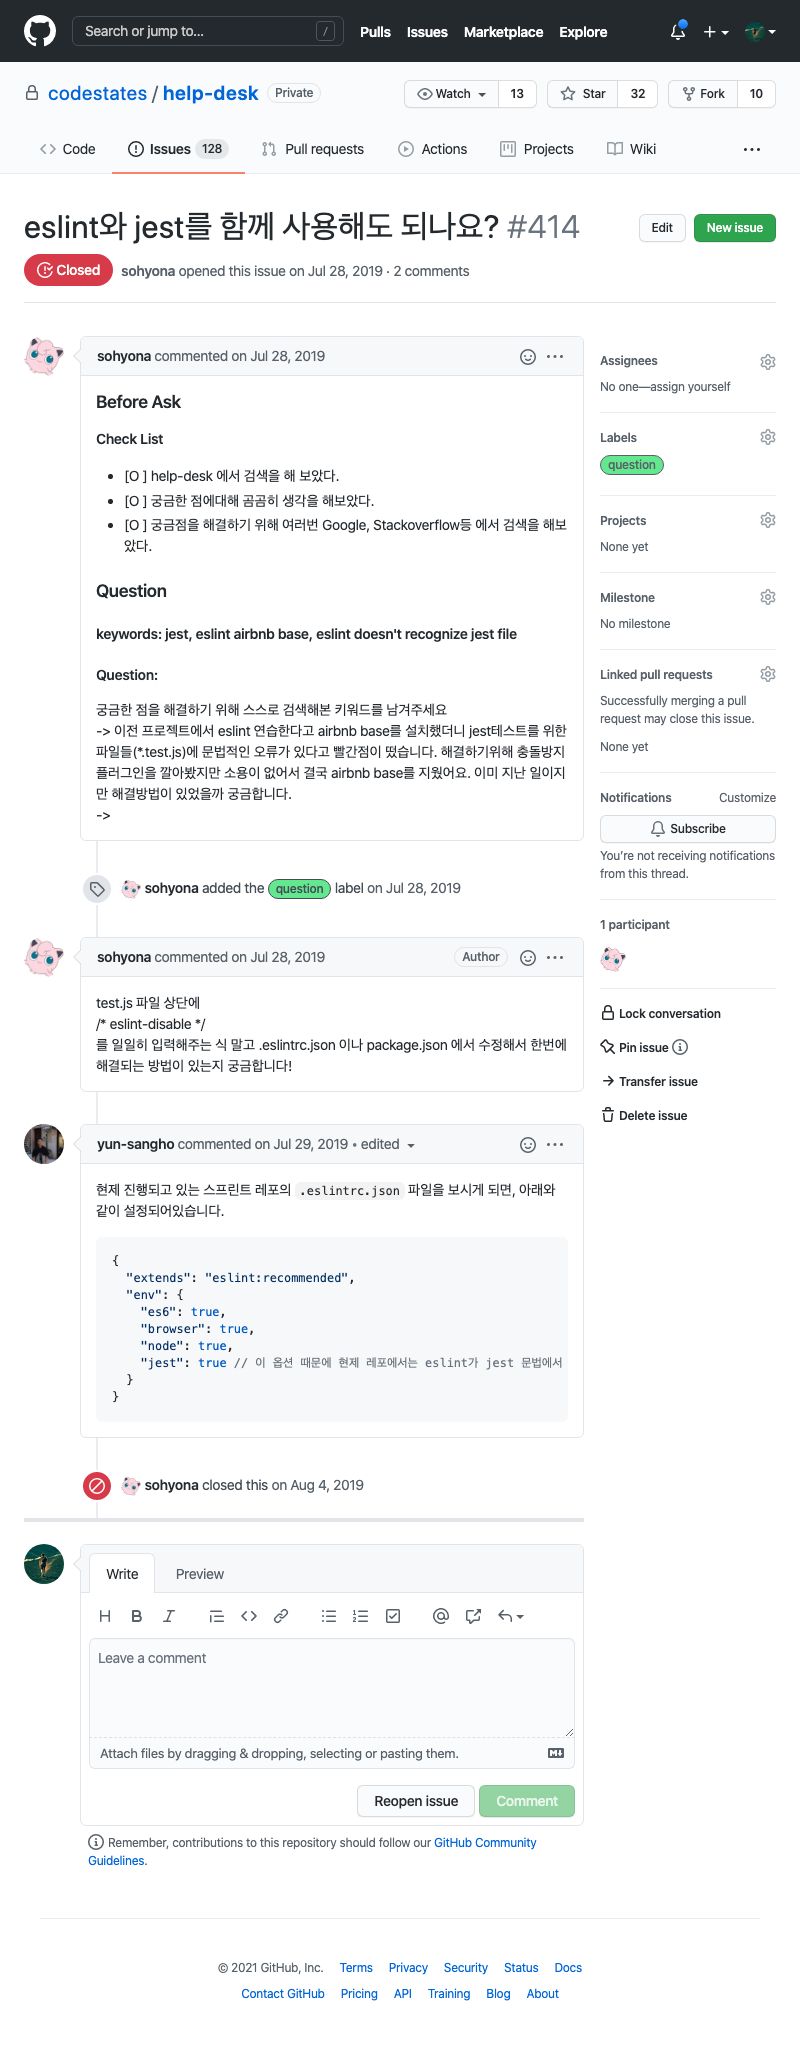 Search or jump to... /
Pulls Issues Marketplace Explore
codestates / help-desk Private
Watch 13 Star 32 Fork 10
Code Issues 128 Pull requests Actions Projects Wiki ...
eslint와 jest를 함께 사용해도 되나요? #414
Edit New issue
Closed sohyona opened this issue on Jul 28, 2019 · 2 comments
sohyona commented on Jul 28, 2019
Before Ask
Check List
• [O ] help-desk 에서 검색을 해 보았다.
• [O ] 궁금한 점에대해 곰곰히 생각을 해보았다.
• [O ] 궁금점을 해결하기 위해 여러번 Google, Stackoverflow등 에서 검색을 해보
았다.
Question
keywords: jest, eslint airbnb base, eslint doesn't recognize jest file
Question:
궁금한 점을 해결하기 위해 스스로 검색해본 키워드를 남겨주세요
-> 이전 프로젝트에서 eslint 연습한다고 airbnb base를 설치했더니 jest테스트를 위한
파일들(*.test.js)에 문법적인 오류가 있다고 빨간점이 떴습니다. 해결하기위해 충돌방지
플러그인을 깔아봤지만 소용이 없어서 결국 airbnb base를 지웠어요. 이미 지난 일이지
만 해결방법이 있었을까 궁금합니다.
->
sohyona added the question label on Jul 28, 2019
sohyona commented on Jul 28, 2019 Author
test.js 파일 상단에
/* eslint-disable */
를 일일히 입력해주는 식 말고 .eslintrc.json 이나 package.json 에서 수정해서 한번에
해결되는 방법이 있는지 궁금합니다!
yun-sangho commented on Jul 29, 2019 • edited
현제 진행되고 있는 스프린트 레포의 .eslintrc.json 파일을 보시게 되면, 아래와
같이 설정되어있습니다.
{
"extends": "eslint:recommended",
"env": {
"es6": true,
"browser": true,
"node": true,
"jest": true // 이 옵션 때문에 현제 레포에서는 eslint가 jest 문법에서
}
}
sohyona closed this on Aug 4, 2019
Write Preview
Leave a comment
Attach files by dragging & dropping, selecting or pasting them.
Reopen issue Comment
Remember, contributions to this repository should follow our GitHub Community
Guidelines.
Assignees
No one—assign yourself
Labels
question
Projects
None yet
Milestone
No milestone
Linked pull requests
Successfully merging a pull
request may close this issue.
None yet
Notifications Customize
Subscribe
You're not receiving notifications
from this thread.
1 participant
Lock conversation
Pin issue
Transfer issue
Delete issue
© 2021 GitHub, Inc. Terms Privacy Security Status Docs
Contact GitHub Pricing API Training Blog About